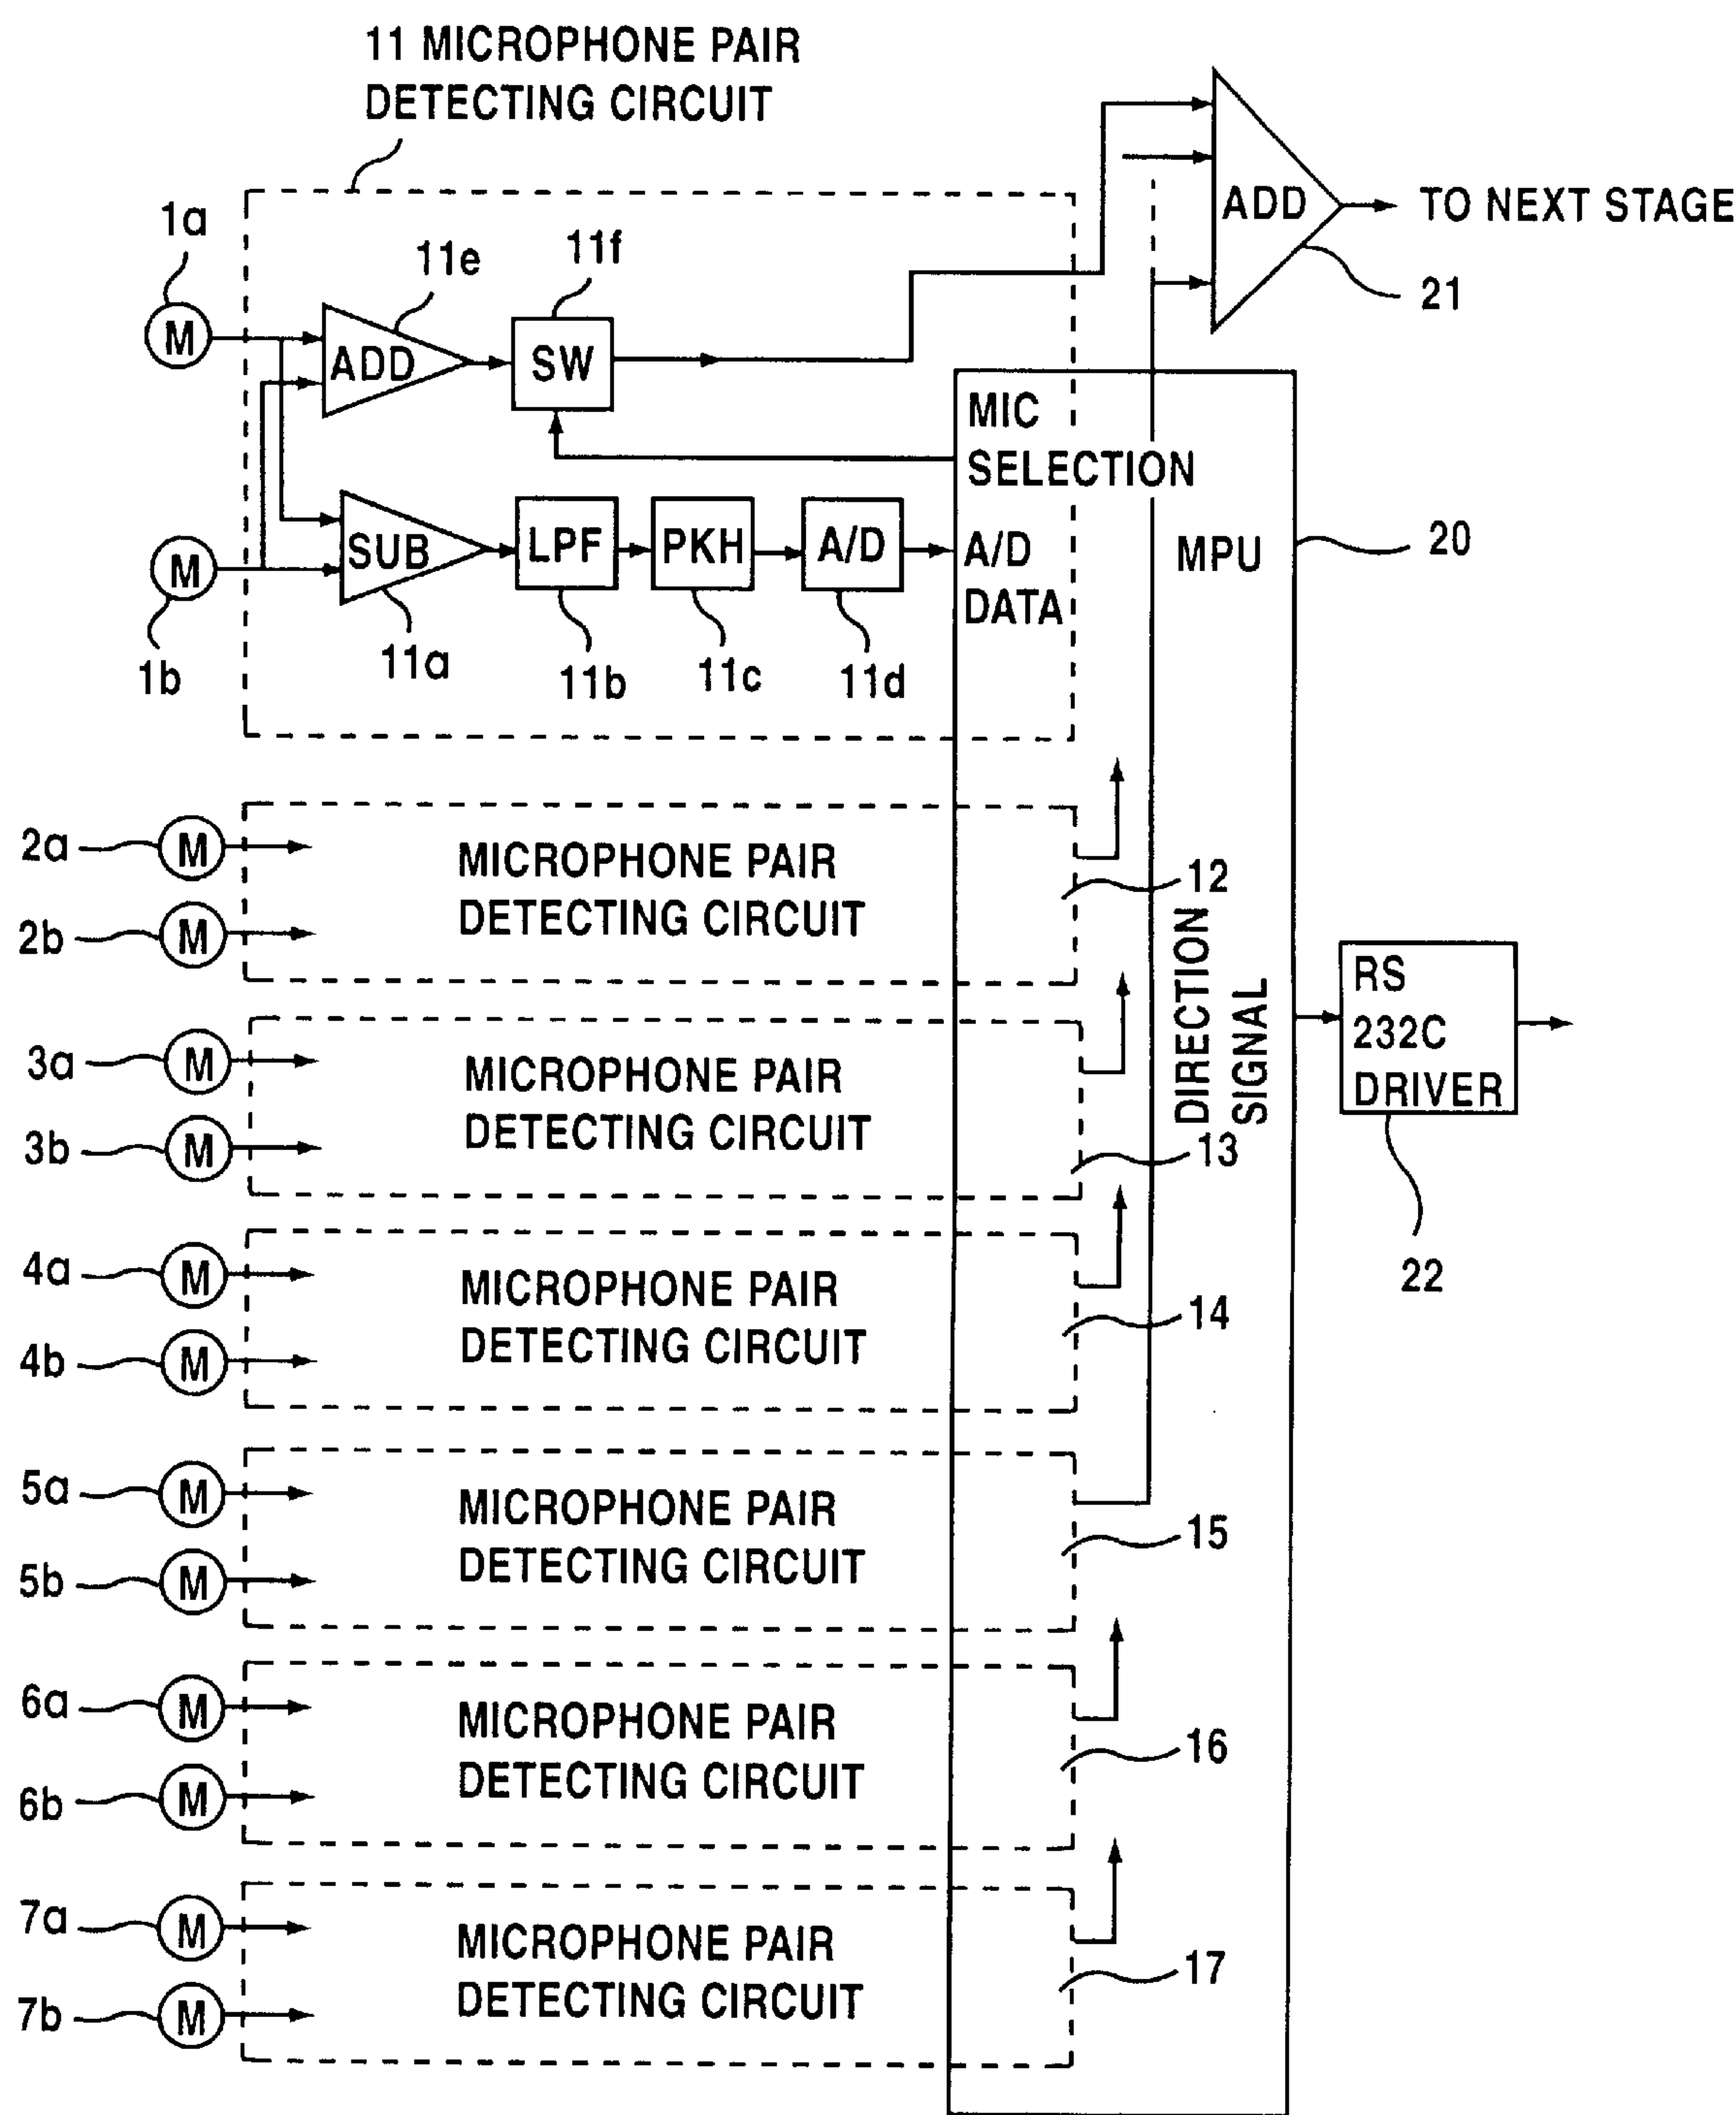 11 MICROPHONE PAIR
DETECTING CIRCUIT
1a
11e
11f
ADD
TO NEXT STAGE
21
M
ADD
SW
MIC
SELECTION
M
SUB
LPF
PKH
A/D
A/D
DATA
MPU
20
1b
11a
11b
11c
11d
2a
M
2b
M
MICROPHONE PAIR
DETECTING CIRCUIT
12
DIRECTION
SIGNAL
RS
232C
DRIVER
22
3a
M
3b
M
MICROPHONE PAIR
DETECTING CIRCUIT
13
4a
M
4b
M
MICROPHONE PAIR
DETECTING CIRCUIT
14
5a
M
5b
M
MICROPHONE PAIR
DETECTING CIRCUIT
15
6a
M
6b
M
MICROPHONE PAIR
DETECTING CIRCUIT
16
7a
M
7b
M
MICROPHONE PAIR
DETECTING CIRCUIT
17